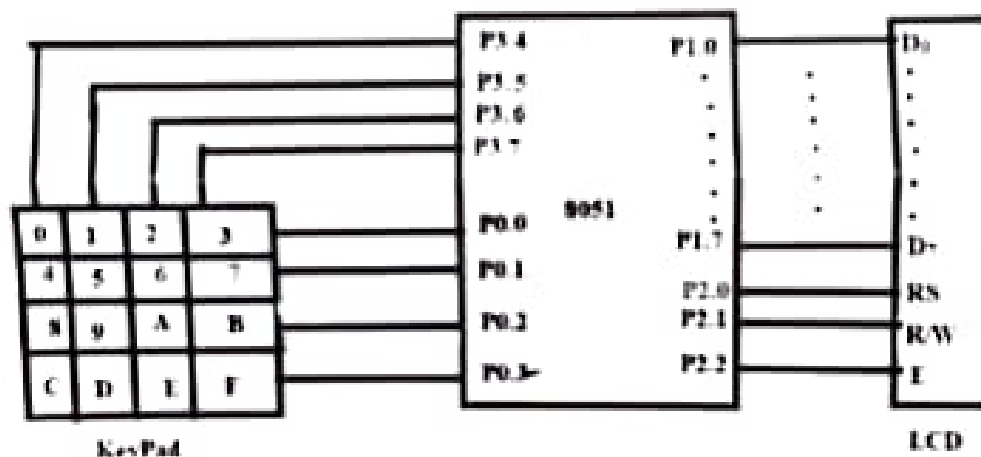 P3.4
P3.5
P3.6
P3.7
0 1 2 3
4 5 6 7
8 9 A B
C D E F
KeyPad
P0.0
P0.1
P0.2
P0.3
8051
P1.0
P1.7
P2.0
P2.1
P2.2
D0
D7
RS
R/W
E
LCD